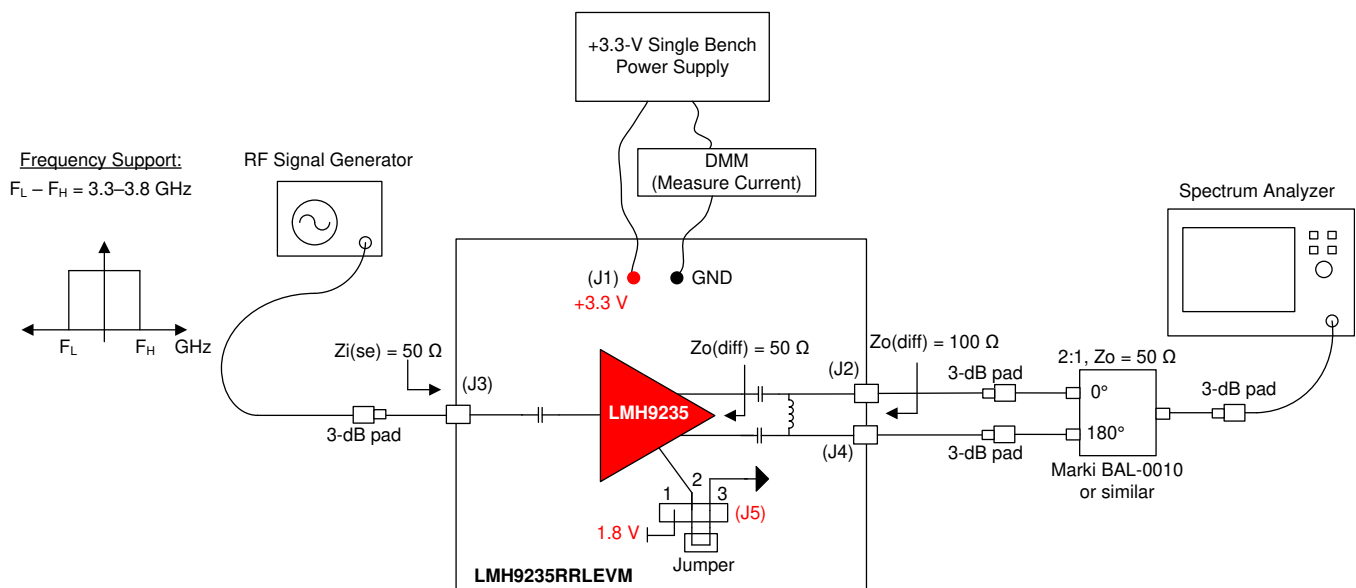 +3.3-V Single Bench
Power Supply
DMM
(Measure Current)
Frequency Support:
FL – FH = 3.3–3.8 GHz
RF Signal Generator
Spectrum Analyzer
FL
FH
GHz
(J1)
+3.3 V
GND
Zi(se) = 50 Ω
(J3)
3-dB pad
LMH9235
Zo(diff) = 50 Ω
(J2)
(J4)
Zo(diff) = 100 Ω
3-dB pad
3-dB pad
2:1, Zo = 50 Ω
0°
180°
Marki BAL-0010
or similar
3-dB pad
1
2
3
(J5)
1.8 V
Jumper
LMH9235RRLEVM